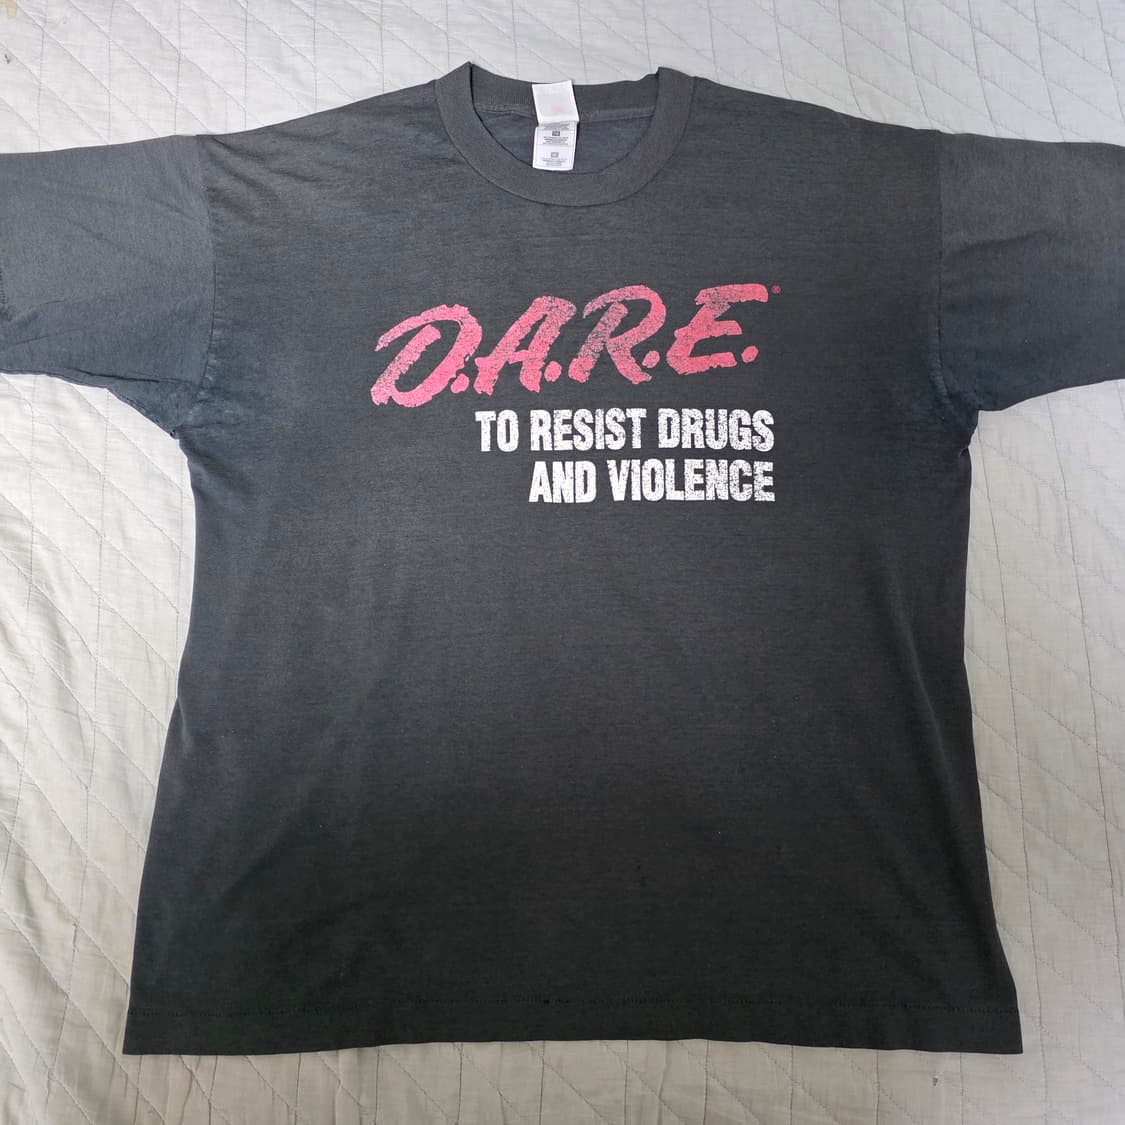 D.A.R.E.®
TO RESIST DRUGS
AND VIOLENCE